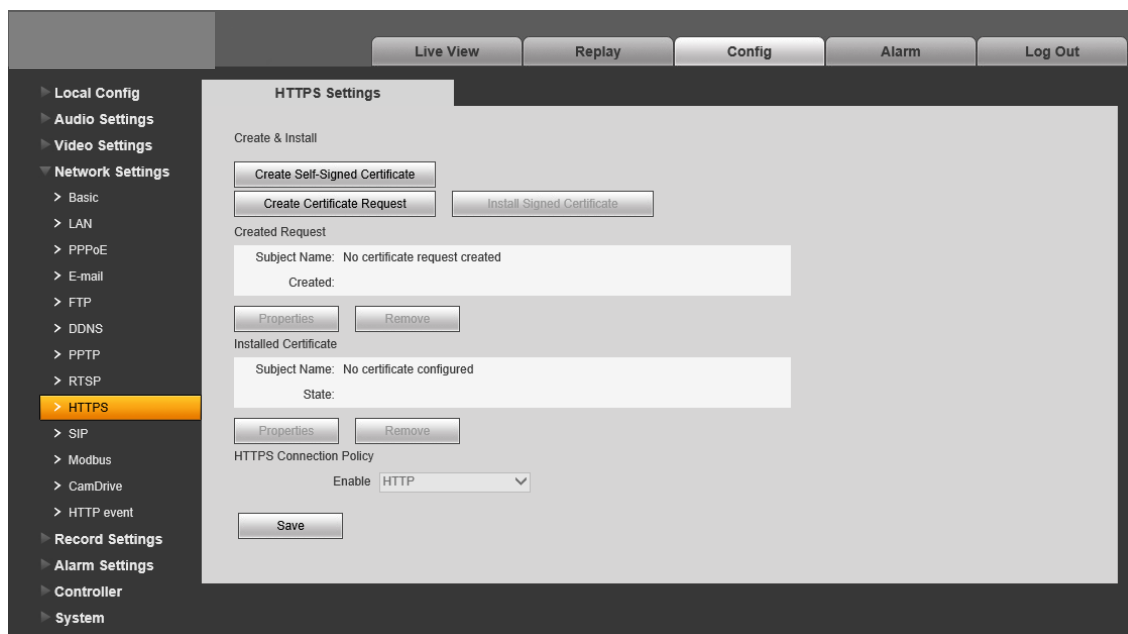 Live View Replay Config Alarm Log Out
Local Config
Audio Settings
Video Settings
Network Settings
> Basic
> LAN
> PPPoE
> E-mail
> FTP
> DDNS
> PPTP
> RTSP
> HTTPS
> SIP
> Modbus
> CamDrive
> HTTP event
Record Settings
Alarm Settings
Controller
System
HTTPS Settings
Create & Install
Create Self-Signed Certificate
Create Certificate Request Install Signed Certificate
Created Request
Subject Name: No certificate request created
Created:
Properties Remove
Installed Certificate
Subject Name: No certificate configured
State:
Properties Remove
HTTPS Connection Policy
Enable HTTP
Save